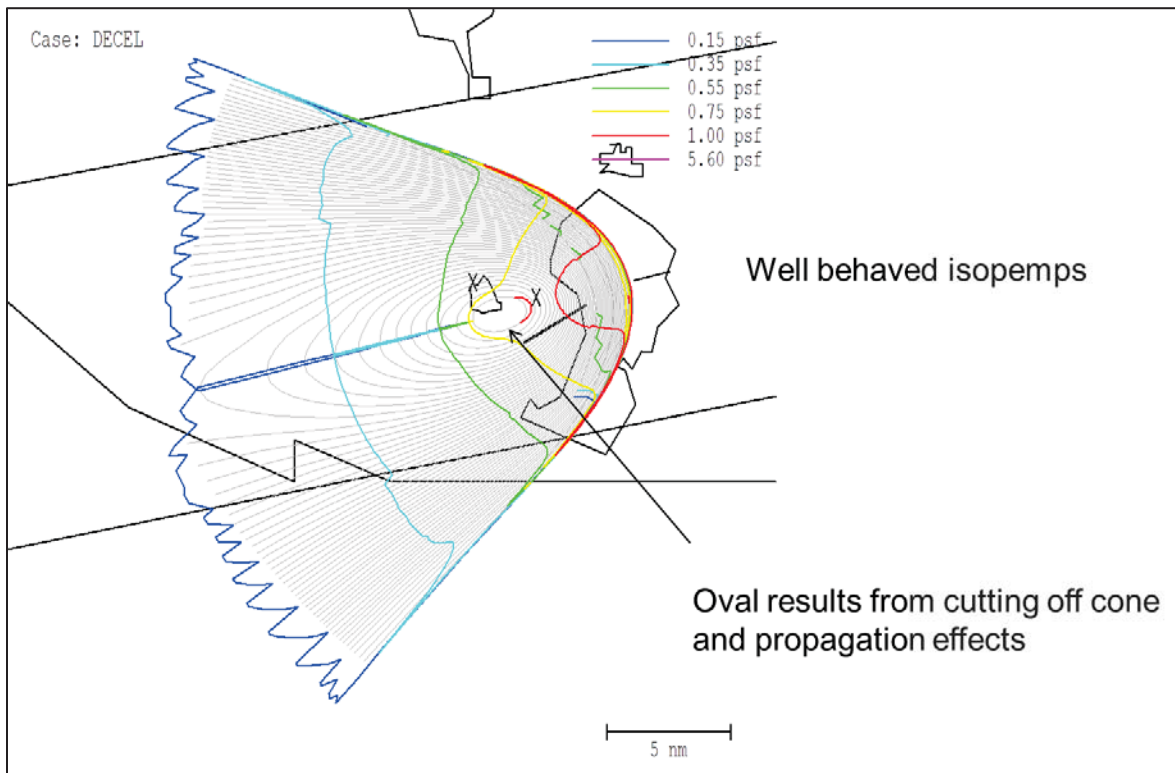 Case: DECEL
0.15 psf
0.35 psf
0.55 psf
0.75 psf
1.00 psf
5.60 psf
X
X
Well behaved isopemps
Oval results from cutting off cone
and propagation effects
5 nm